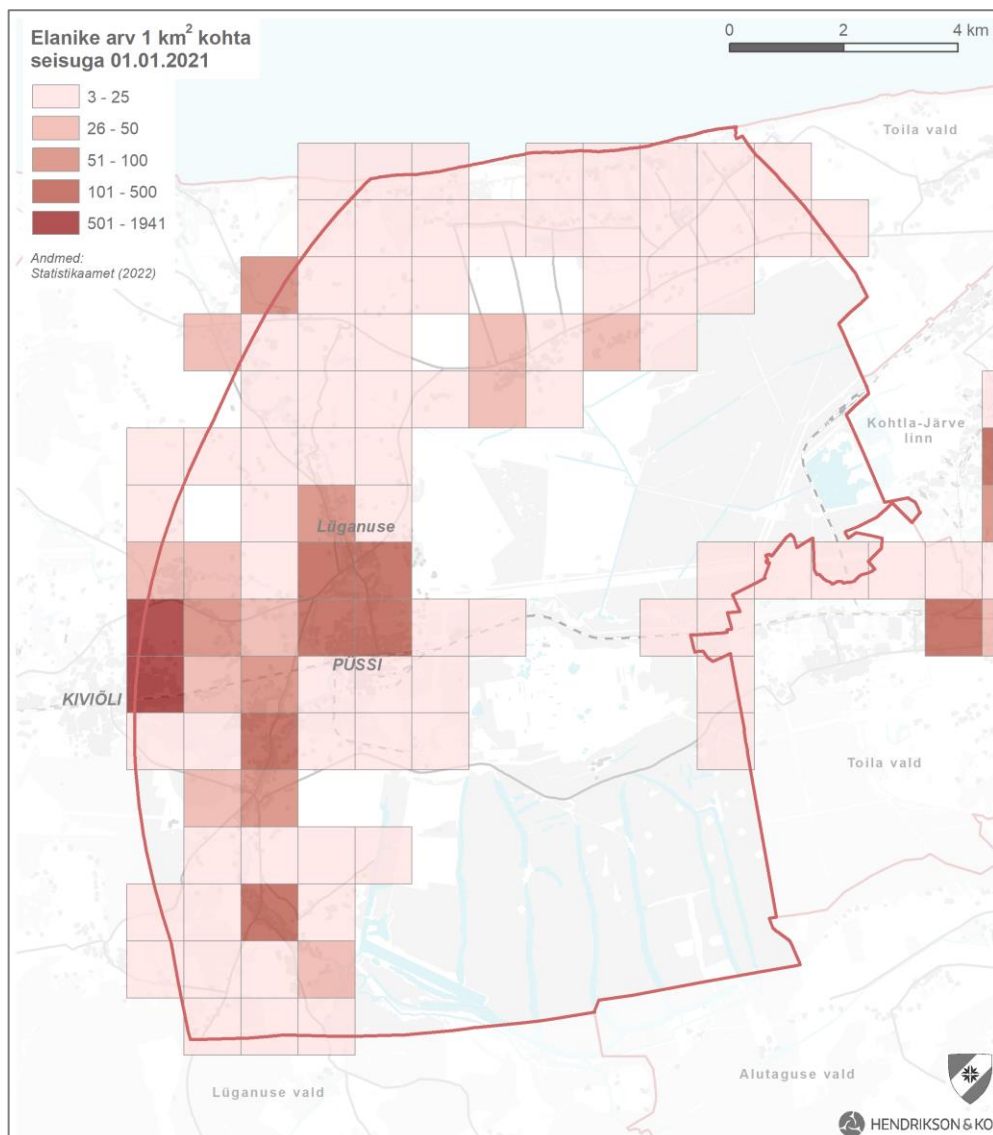 Elanike arv 1 km² kohta
seisuga 01.01.2021
3 - 25
26 - 50
51 - 100
101 - 500
501 - 1941
Andmed:
Statistikaamet (2022)
0 2 4 km
Toila vald
Kohtla-Järve
linn
Lüganuse
PÜSSI
KIVIÕLI
Toila vald
Alutaguse vald
Lüganuse vald
HENDRIKSON & KO